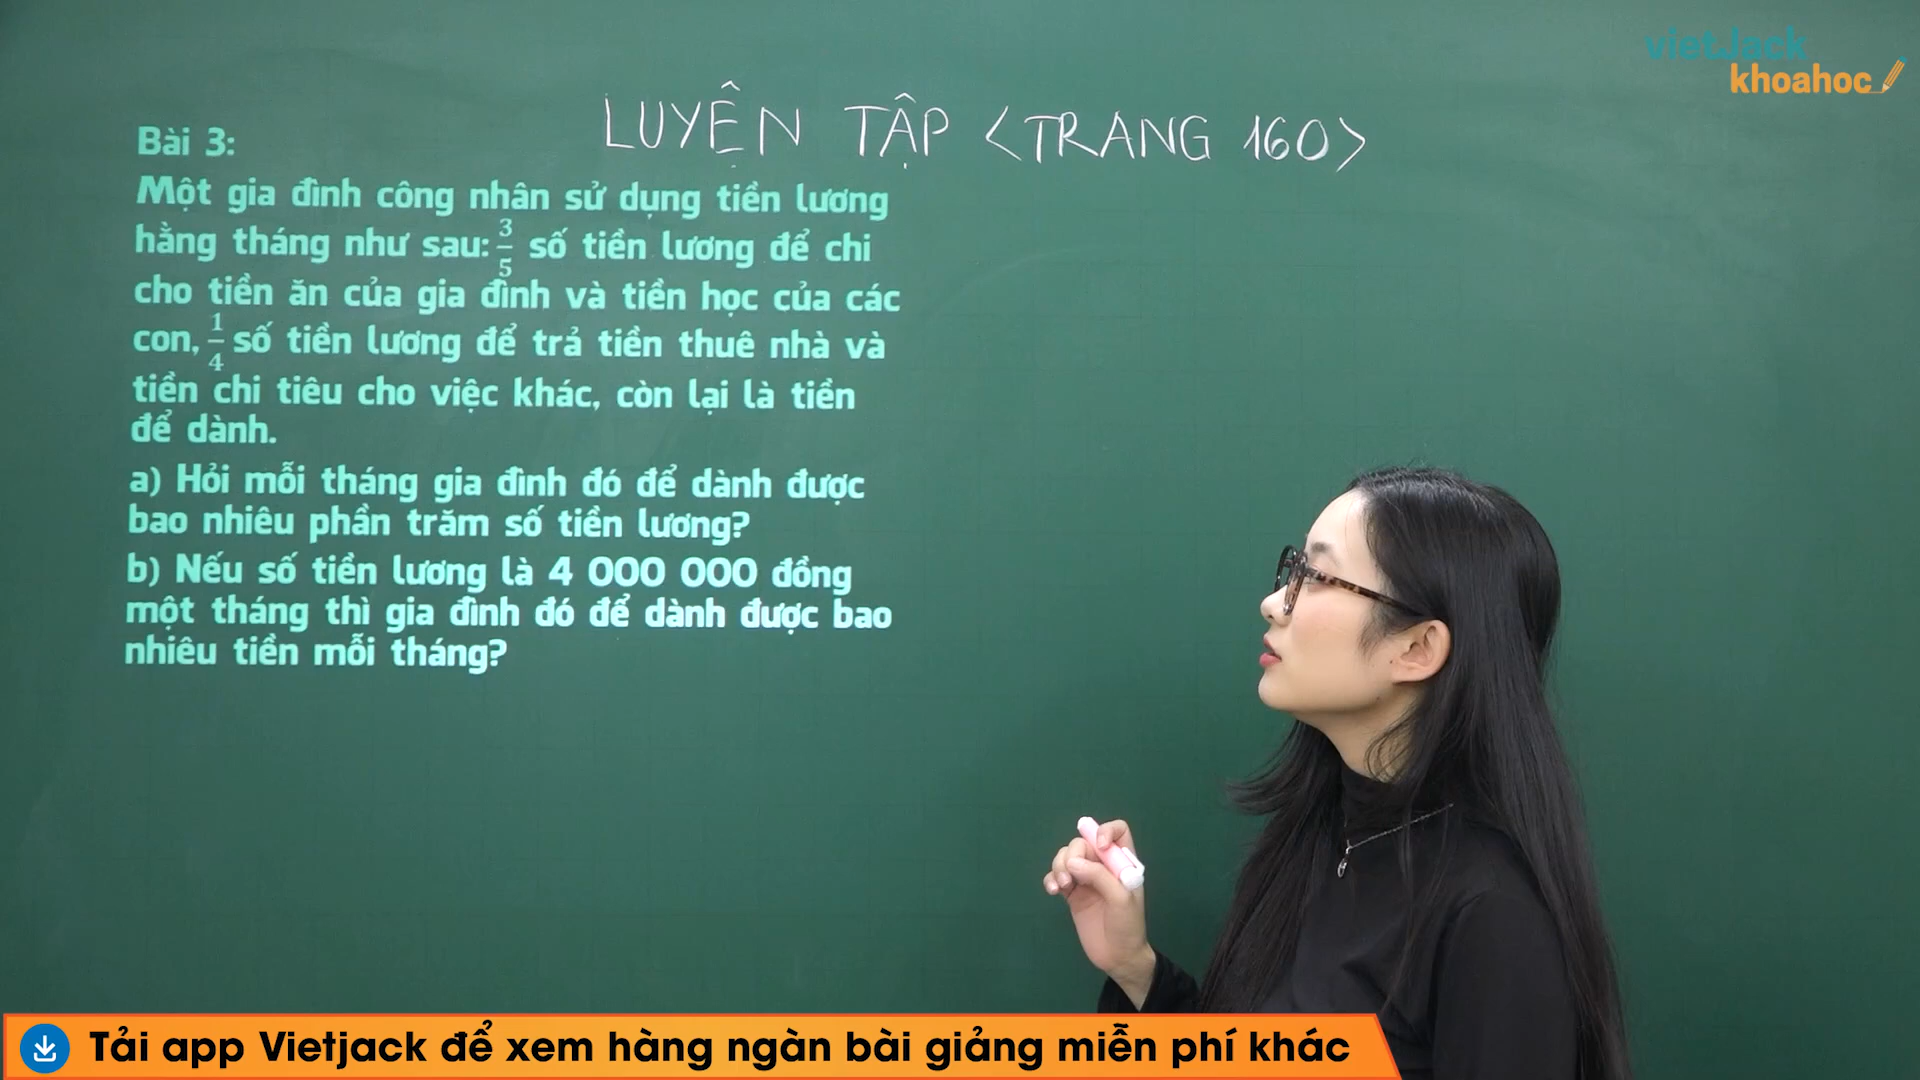 vietJack
khoahoc
LUYỆN TẬP <TRANG 160>
Bài 3:
Một gia đình công nhân sử dụng tiền lương
hằng tháng như sau: 3/5 số tiền lương để chi
cho tiền ăn của gia đình và tiền học của các
con, 1/4 số tiền lương để trả tiền thuê nhà và
tiền chi tiêu cho việc khác, còn lại là tiền
để dành.
a) Hỏi mỗi tháng gia đình đó để dành được
bao nhiêu phần trăm số tiền lương?
b) Nếu số tiền lương là 4 000 000 đồng
một tháng thì gia đình đó để dành được bao
nhiêu tiền mỗi tháng?
Tải app Vietjack để xem hàng ngàn bài giảng miễn phí khác